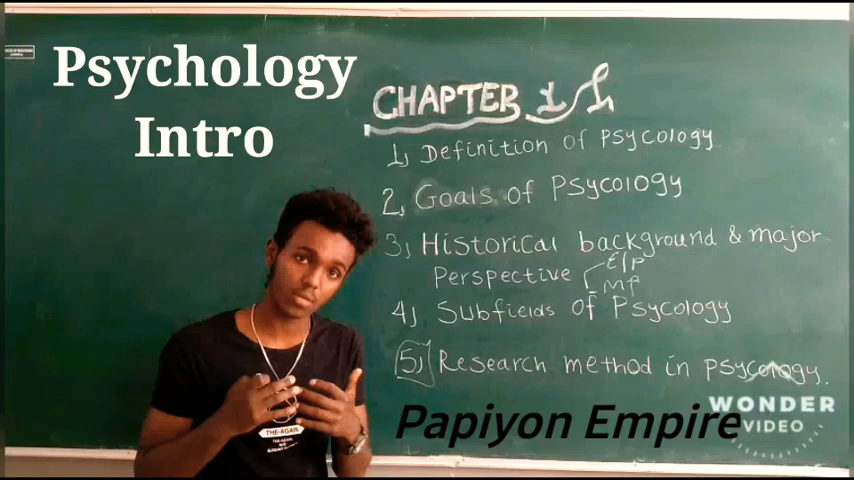 Psychology
Intro
CHAPTER 1
1, Definition of Psycology
2, Goals of Psycology
3, Historical background & major
Perspective
E/P
MP
4, Subfields of Psycology
5, Research method in psycology.
THE-AGAIN
Papiyon Empire
WONDER
VIDEO